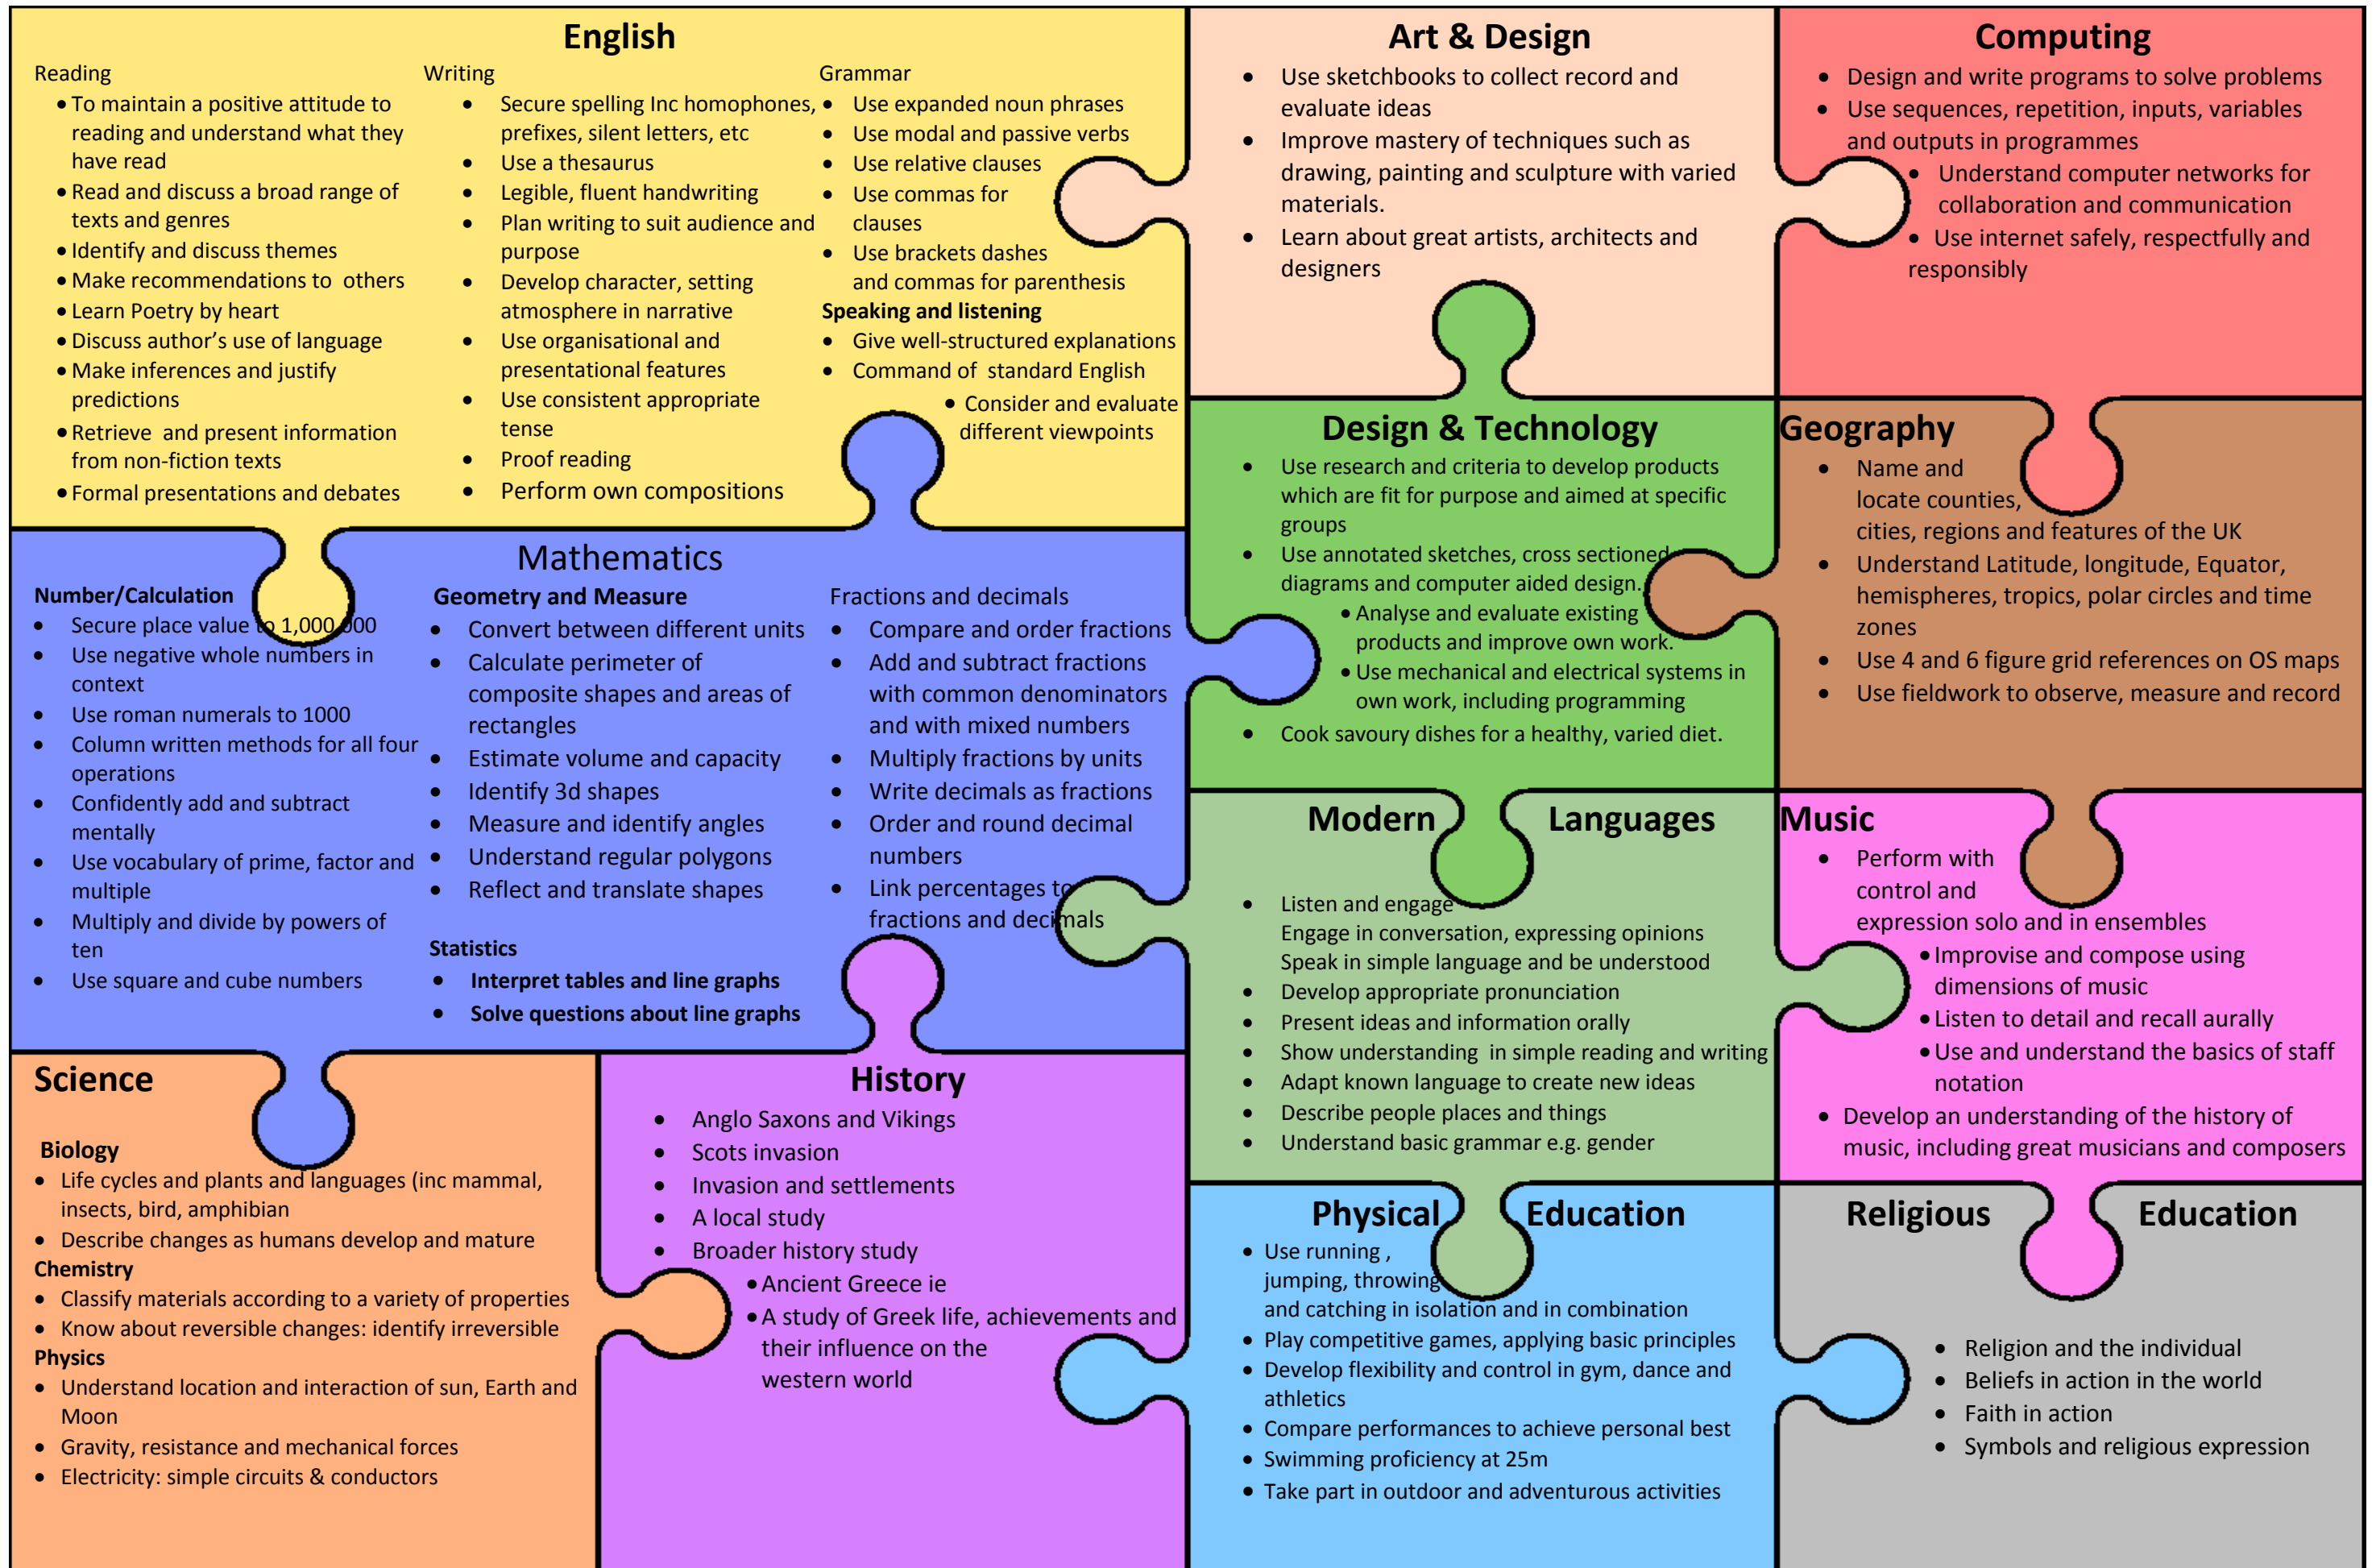 English
Reading
• To maintain a positive attitude to
reading and understand what they
have read
• Read and discuss a broad range of
texts and genres
• Identify and discuss themes
• Make recommendations to  others
• Learn Poetry by heart
• Discuss author's use of language
• Make inferences and justify
predictions
• Retrieve  and present information
from non-fiction texts
• Formal presentations and debates
Writing
• Secure spelling Inc homophones,
prefixes, silent letters, etc
• Use a thesaurus
• Legible, fluent handwriting
• Plan writing to suit audience and
purpose
• Develop character, setting
atmosphere in narrative
• Use organisational and
presentational features
• Use consistent appropriate
tense
• Proof reading
• Perform own compositions
Grammar
• Use expanded noun phrases
• Use modal and passive verbs
• Use relative clauses
• Use commas for
clauses
• Use brackets dashes
and commas for parenthesis
Speaking and listening
• Give well-structured explanations
• Command of  standard English
• Consider and evaluate
different viewpoints
Art & Design
• Use sketchbooks to collect record and
evaluate ideas
• Improve mastery of techniques such as
drawing, painting and sculpture with varied
materials.
• Learn about great artists, architects and
designers
Computing
• Design and write programs to solve problems
• Use sequences, repetition, inputs, variables
and outputs in programmes
• Understand computer networks for
collaboration and communication
• Use internet safely, respectfully and
responsibly
Mathematics
Number/Calculation
• Secure place value to 1,000,000
• Use negative whole numbers in
context
• Use roman numerals to 1000
• Column written methods for all four
operations
• Confidently add and subtract
mentally
• Use vocabulary of prime, factor and
multiple
• Multiply and divide by powers of
ten
• Use square and cube numbers
Geometry and Measure
• Convert between different units
• Calculate perimeter of
composite shapes and areas of
rectangles
• Estimate volume and capacity
• Identify 3d shapes
• Measure and identify angles
• Understand regular polygons
• Reflect and translate shapes
Statistics
• Interpret tables and line graphs
• Solve questions about line graphs
Fractions and decimals
• Compare and order fractions
• Add and subtract fractions
with common denominators
and with mixed numbers
• Multiply fractions by units
• Write decimals as fractions
• Order and round decimal
numbers
• Link percentages to
fractions and decimals
Design & Technology
• Use research and criteria to develop products
which are fit for purpose and aimed at specific
groups
• Use annotated sketches, cross sectioned
diagrams and computer aided design.
• Analyse and evaluate existing
products and improve own work.
• Use mechanical and electrical systems in
own work, including programming
• Cook savoury dishes for a healthy, varied diet.
Geography
• Name and
locate counties,
cities, regions and features of the UK
• Understand Latitude, longitude, Equator,
hemispheres, tropics, polar circles and time
zones
• Use 4 and 6 figure grid references on OS maps
• Use fieldwork to observe, measure and record
Modern Languages
• Listen and engage
Engage in conversation, expressing opinions
Speak in simple language and be understood
• Develop appropriate pronunciation
• Present ideas and information orally
• Show understanding  in simple reading and writing
• Adapt known language to create new ideas
• Describe people places and things
• Understand basic grammar e.g. gender
Music
• Perform with
control and
expression solo and in ensembles
• Improvise and compose using
dimensions of music
• Listen to detail and recall aurally
• Use and understand the basics of staff
notation
• Develop an understanding of the history of
music, including great musicians and composers
Science
Biology
• Life cycles and plants and languages (inc mammal,
insects, bird, amphibian
• Describe changes as humans develop and mature
Chemistry
• Classify materials according to a variety of properties
• Know about reversible changes: identify irreversible
Physics
• Understand location and interaction of sun, Earth and
Moon
• Gravity, resistance and mechanical forces
• Electricity: simple circuits & conductors
History
• Anglo Saxons and Vikings
• Scots invasion
• Invasion and settlements
• A local study
• Broader history study
• Ancient Greece ie
• A study of Greek life, achievements and
their influence on the
western world
Physical Education
• Use running ,
jumping, throwing
and catching in isolation and in combination
• Play competitive games, applying basic principles
• Develop flexibility and control in gym, dance and
athletics
• Compare performances to achieve personal best
• Swimming proficiency at 25m
• Take part in outdoor and adventurous activities
Religious Education
• Religion and the individual
• Beliefs in action in the world
• Faith in action
• Symbols and religious expression